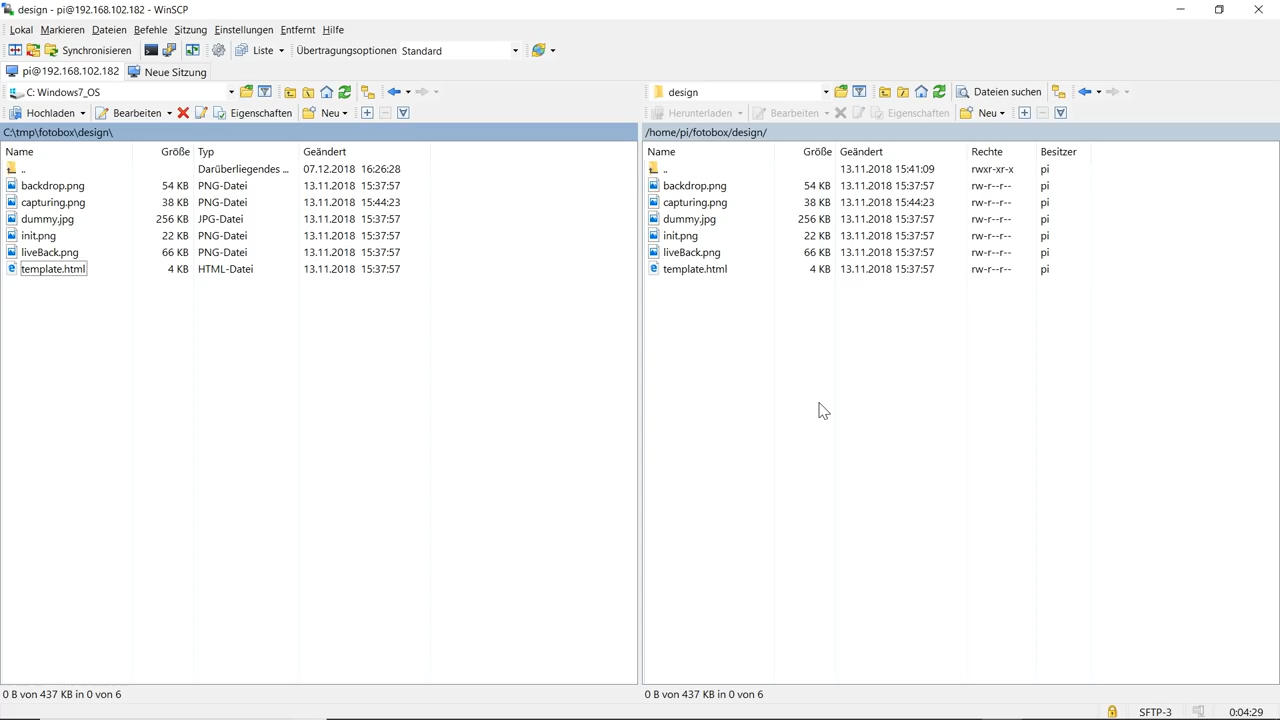 design - pi@192.168.102.182 - WinSCP
Lokal Markieren Dateien Befehle Sitzung Einstellungen Entfernt Hilfe
Synchronisieren Liste Übertragungsoptionen Standard
pi@192.168.102.182 Neue Sitzung
C: Windows7_OS
Hochladen Bearbeiten Eigenschaften Neu
C:\tmp\fotobox\design\
Name Größe Typ Geändert
.. Darüberliegendes ... 07.12.2018 16:26:28
backdrop.png 54 KB PNG-Datei 13.11.2018 15:37:57
capturing.png 38 KB PNG-Datei 13.11.2018 15:44:23
dummy.jpg 256 KB JPG-Datei 13.11.2018 15:37:57
init.png 22 KB PNG-Datei 13.11.2018 15:37:57
liveBack.png 66 KB PNG-Datei 13.11.2018 15:37:57
template.html 4 KB HTML-Datei 13.11.2018 15:37:57
0 B von 437 KB in 0 von 6
design Dateien suchen
Herunterladen Bearbeiten Eigenschaften Neu
/home/pi/fotobox/design/
Name Größe Geändert Rechte Besitzer
.. 13.11.2018 15:41:09 rwxr-xr-x pi
backdrop.png 54 KB 13.11.2018 15:37:57 rw-r--r-- pi
capturing.png 38 KB 13.11.2018 15:44:23 rw-r--r-- pi
dummy.jpg 256 KB 13.11.2018 15:37:57 rw-r--r-- pi
init.png 22 KB 13.11.2018 15:37:57 rw-r--r-- pi
liveBack.png 66 KB 13.11.2018 15:37:57 rw-r--r-- pi
template.html 4 KB 13.11.2018 15:37:57 rw-r--r-- pi
0 B von 437 KB in 0 von 6
SFTP-3 0:04:29